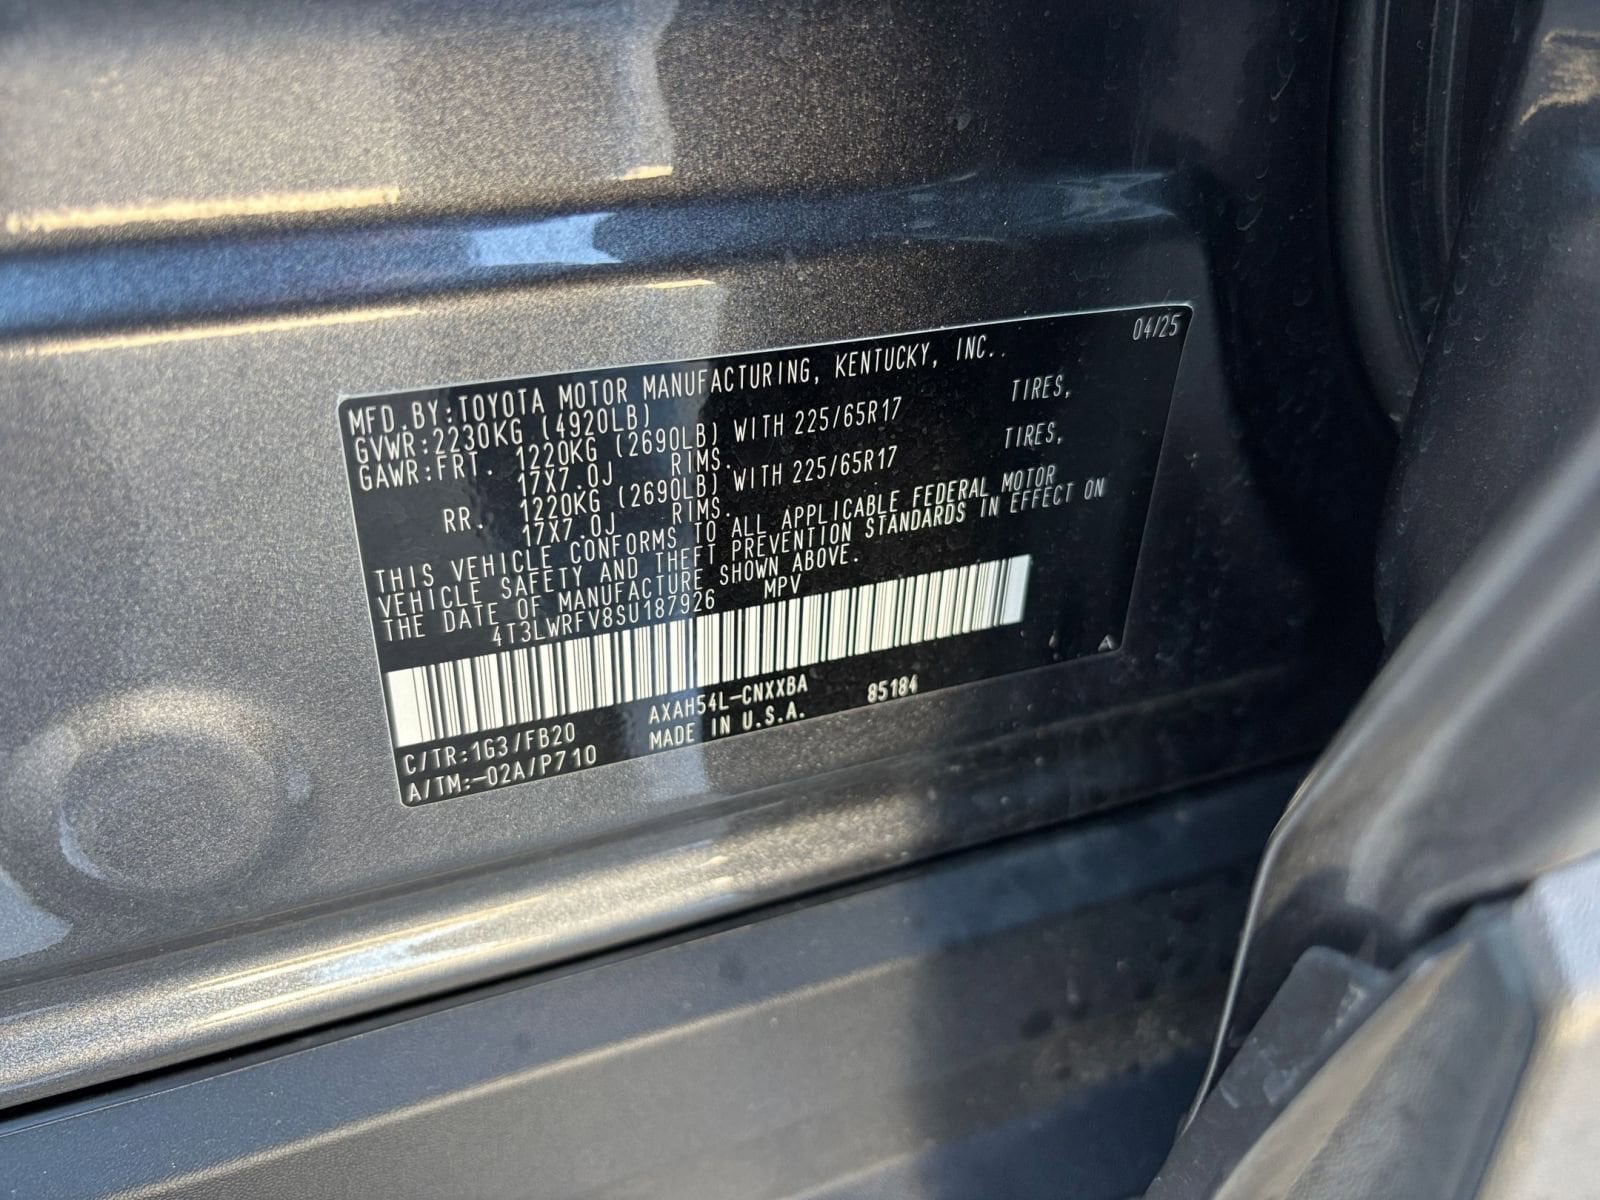 04/25
MFD.BY:TOYOTA MOTOR MANUFACTURING, KENTUCKY, INC..
GVWR:2230KG (4920LB)
GAWR:FRT. 1220KG (2690LB) WITH 225/65R17 TIRES,
17X7.0J RIMS.
RR. 1220KG (2690LB) WITH 225/65R17 TIRES,
17X7.0J RIMS.
THIS VEHICLE CONFORMS TO ALL APPLICABLE FEDERAL MOTOR
VEHICLE SAFETY AND THEFT PREVENTION STANDARDS IN EFFECT ON
THE DATE OF MANUFACTURE SHOWN ABOVE.
4T3LWRFV8SU187926 MPV
C/TR:1G3/FB20 AXAH54L-CNXXBA 85184
A/TM:-02A/P710 MADE IN U.S.A.
A